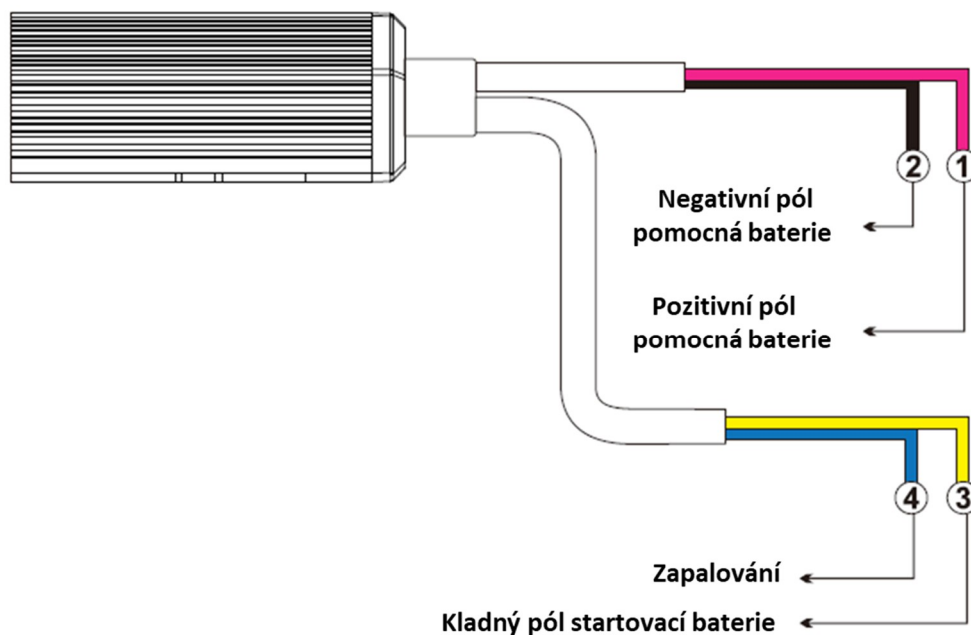 2 1
Negativní pól
pomocná baterie
Pozitivní pól
pomocná baterie
4 3
Zapalování
Kladný pól startovací baterie